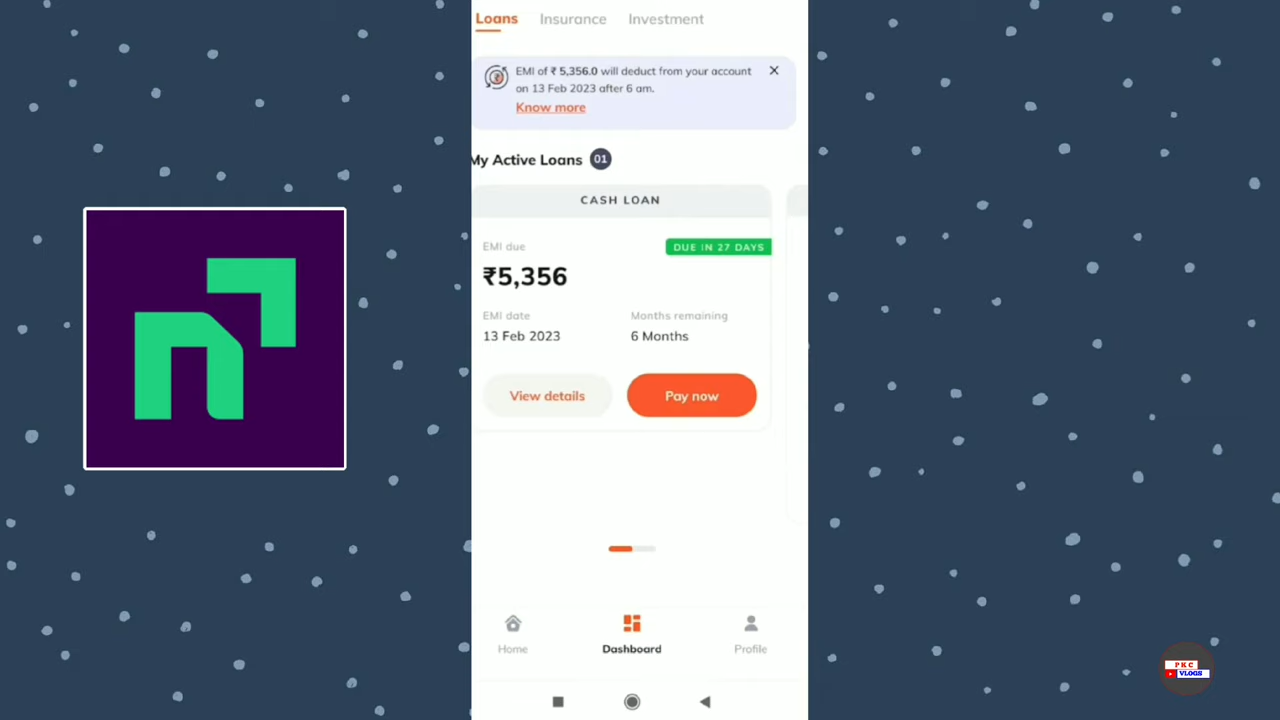 Loans Insurance Investment
EMI of ₹ 5,356.0 will deduct from your account
on 13 Feb 2023 after 6 am.
Know more
My Active Loans 01
CASH LOAN
EMI due
DUE IN 27 DAYS
₹5,356
EMI date Months remaining
13 Feb 2023 6 Months
View details Pay now
Home Dashboard Profile
PKC
VLOGS